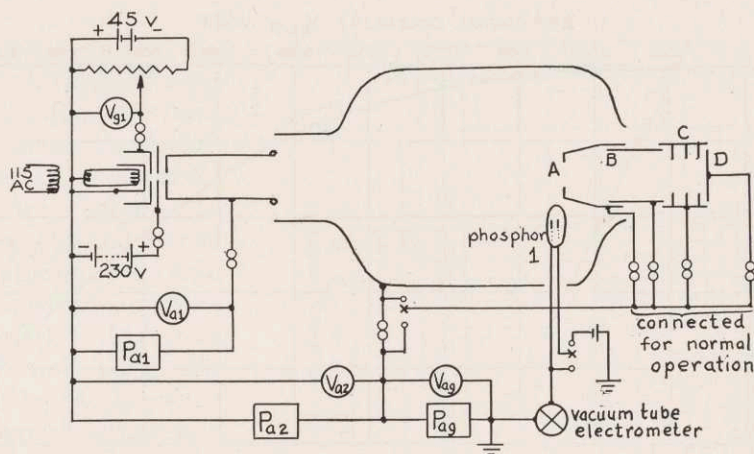 45 v
+ −
Vg1
115
AC
− +
230 v
Va1
Pa1
A
B
C
D
phosphor
1
connected
for normal
operation
Va2
Vag
Pa2
Pag
vacuum tube
electrometer